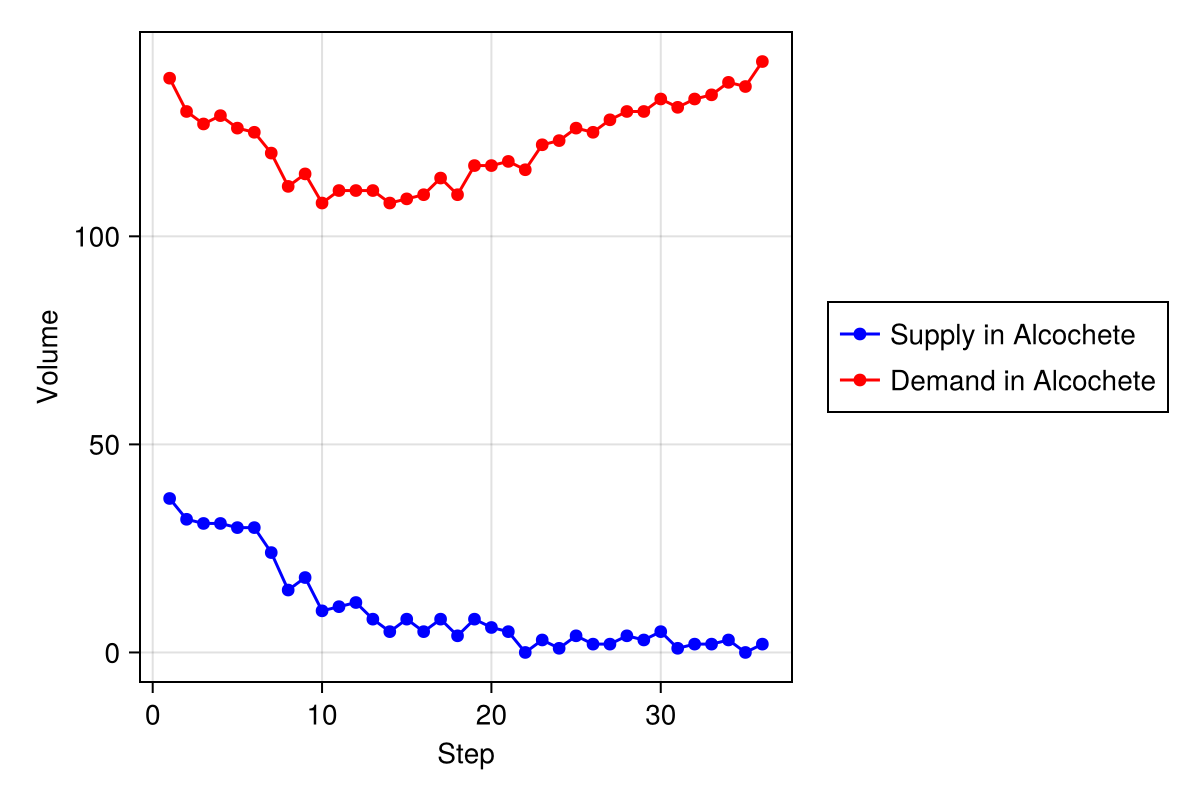 Volume
100
50
0
0 10 20 30
Step
Supply in Alcochete
Demand in Alcochete